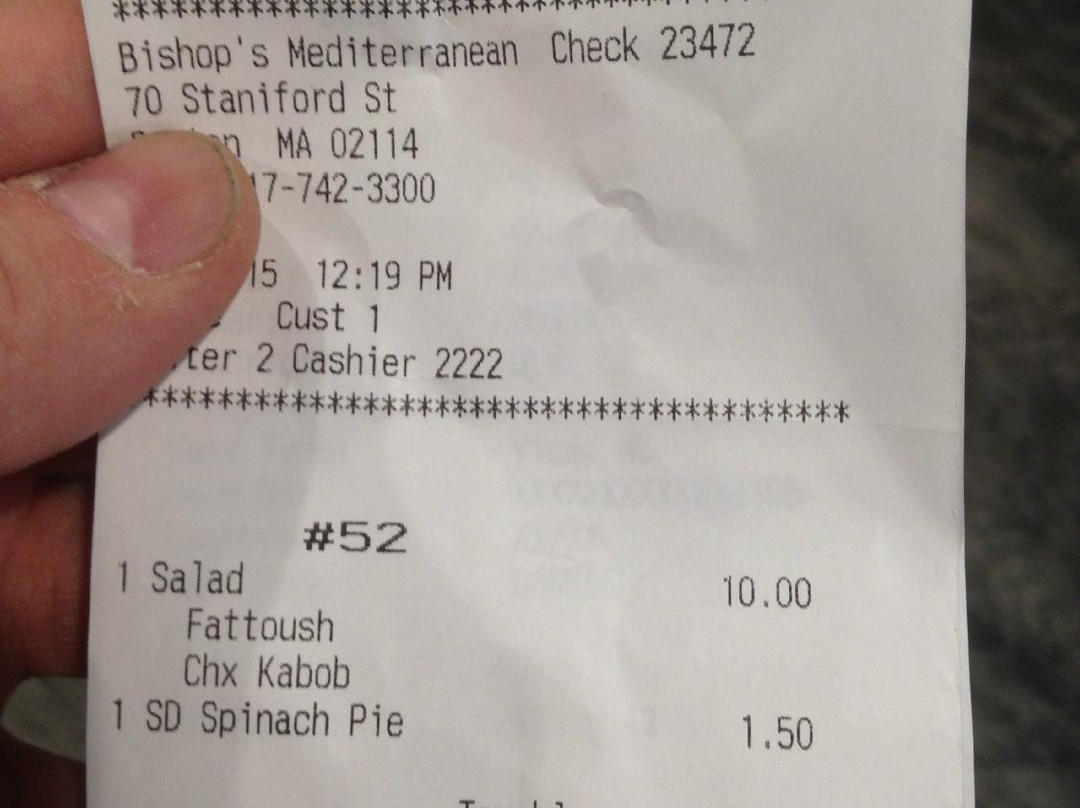 ****************************************
Bishop's Mediterranean Check 23472
70 Staniford St
MA 02114
17-742-3300
15 12:19 PM
Cust 1
ter 2 Cashier 2222
***************************************
#52
1 Salad 10.00
Fattoush
Chx Kabob
1 SD Spinach Pie 1.50